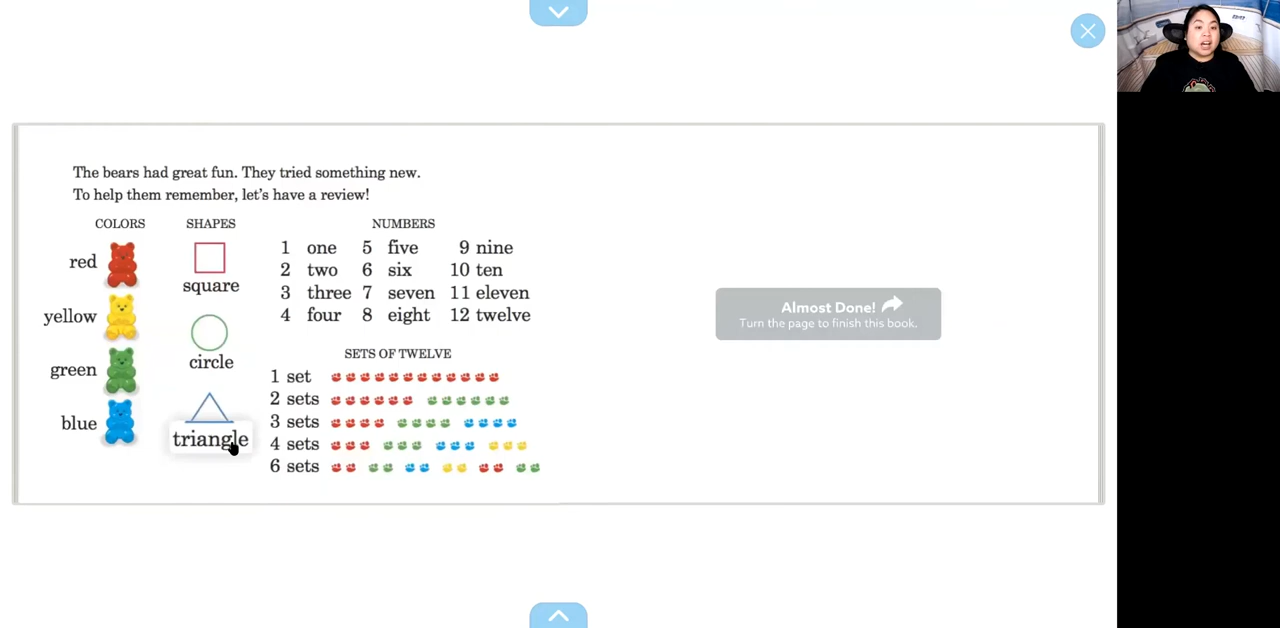 The bears had great fun. They tried something new.
To help them remember, let's have a review!
COLORS
red
yellow
green
blue
SHAPES
square
circle
triangle
NUMBERS
1 one 5 five 9 nine
2 two 6 six 10 ten
3 three 7 seven 11 eleven
4 four 8 eight 12 twelve
SETS OF TWELVE
1 set
2 sets
3 sets
4 sets
6 sets
Almost Done!
Turn the page to finish this book.